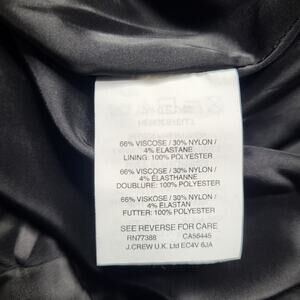 66% VISCOSE / 30% NYLON /
4% ELASTANE
LINING: 100% POLYESTER
66% VISCOSE / 30% NYLON /
4% ELASTHANNE
DOUBLURE: 100% POLYESTER
66% VISKOSE / 30% NYLON /
4% ELASTAN
FUTTER: 100% POLYESTER
SEE REVERSE FOR CARE
RN77388 CA56445
J.CREW U.K. Ltd EC4V 6JA